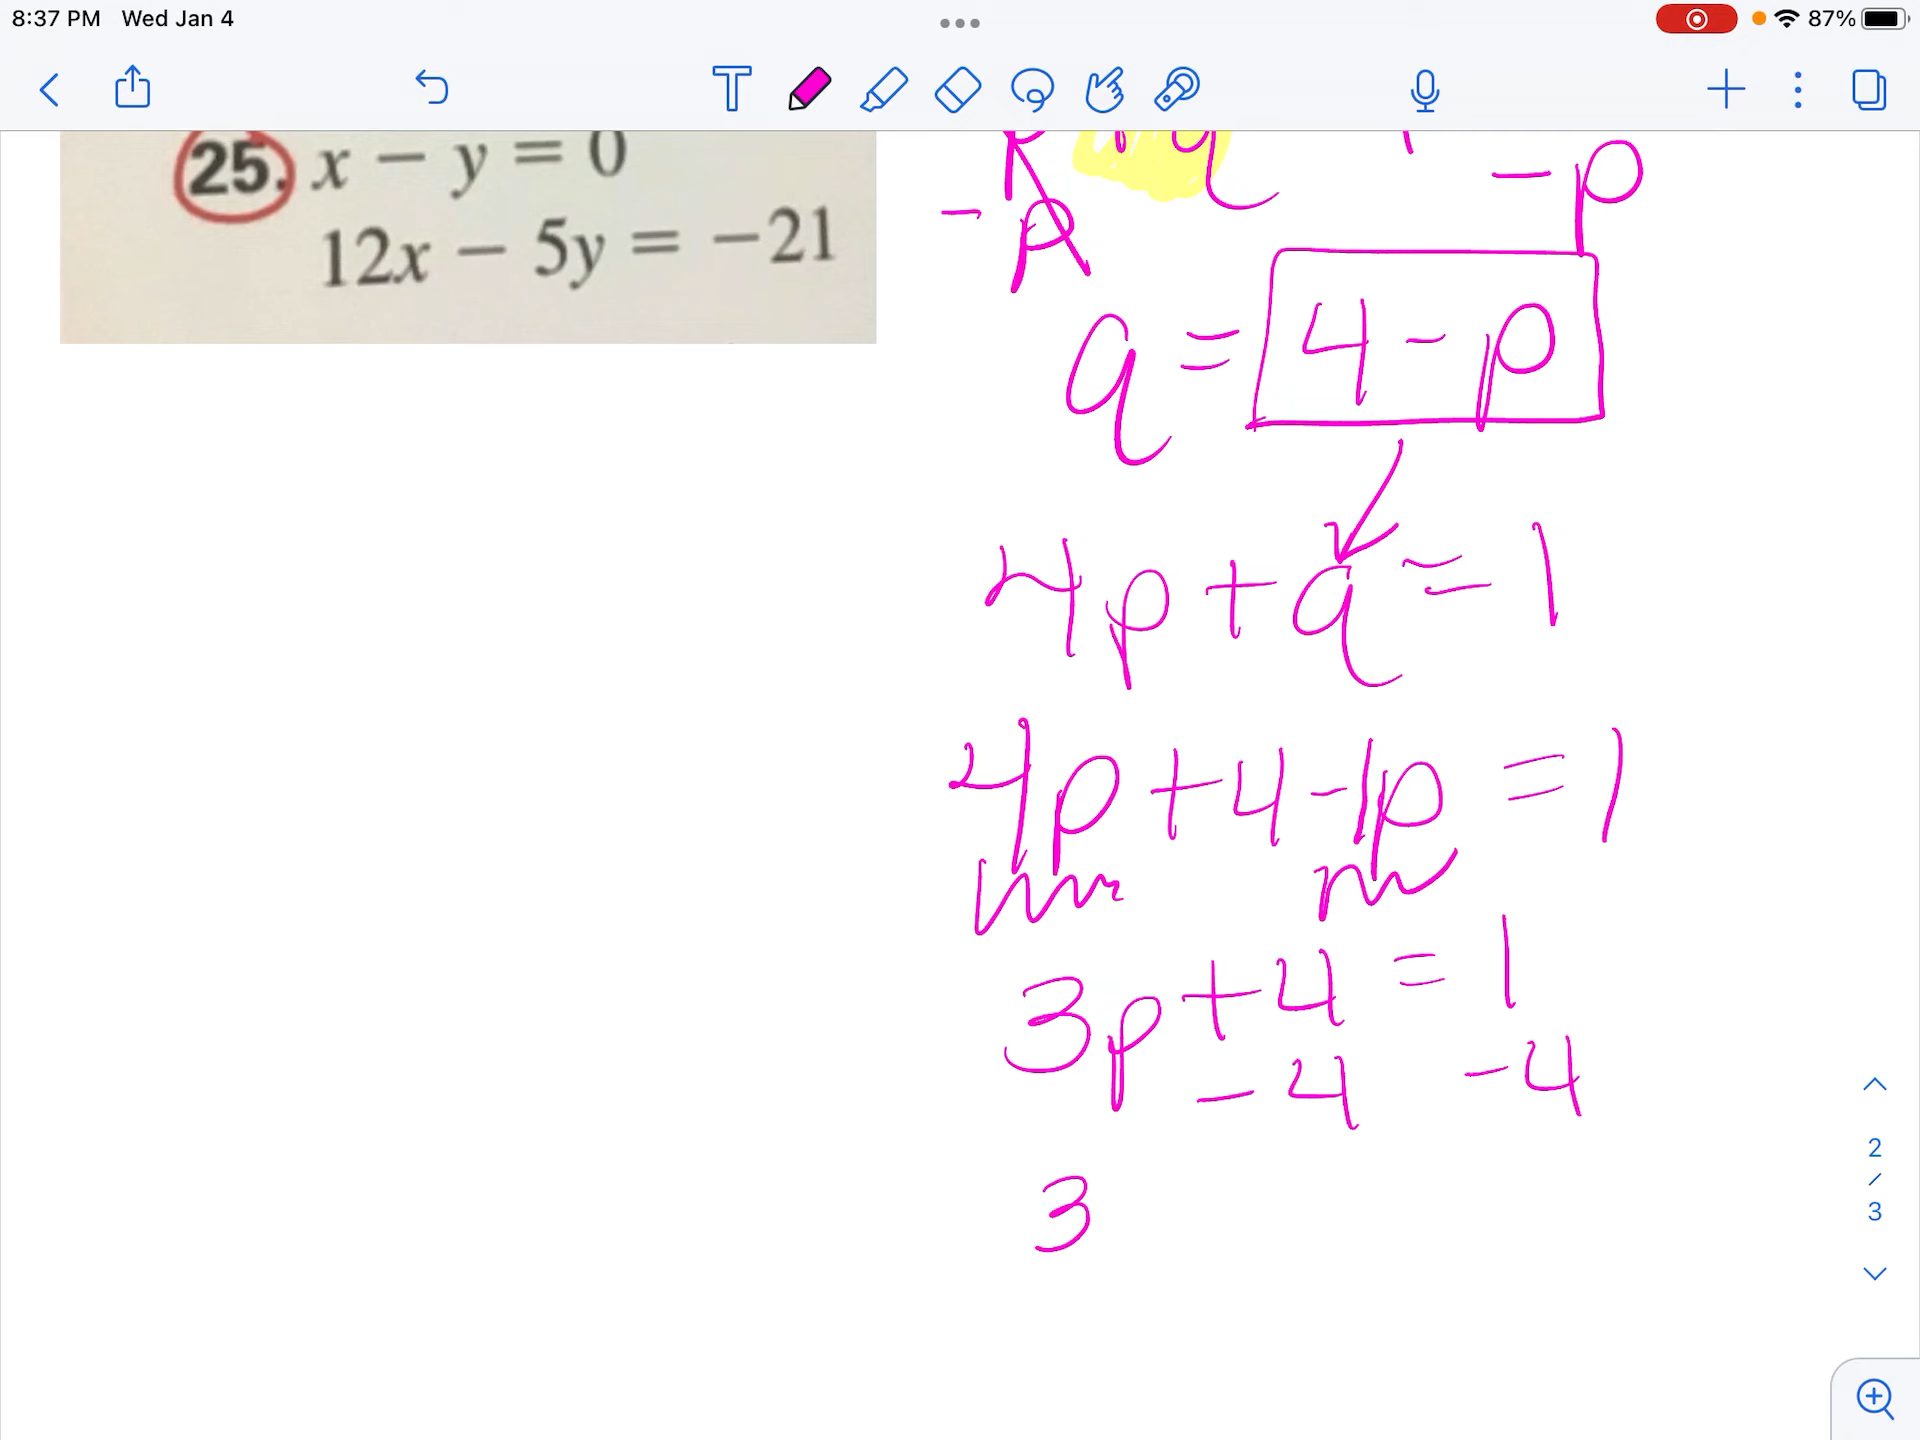 8:37 PM Wed Jan 4
87%
25. x − y = 0
12x − 5y = −21
− p
− p
q = 4 − p
4p + q = 1
4p + 4 − 1p = 1
3p + 4 = 1
− 4 − 4
3
2
/
3